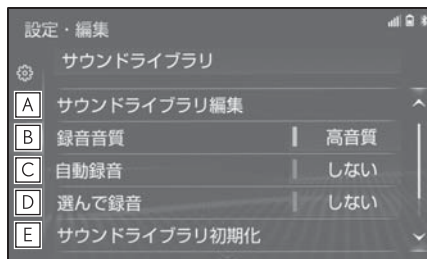 設定・編集
サウンドライブラリ
A サウンドライブラリ編集
B 録音音質 高音質
C 自動録音 しない
D 選んで録音 しない
E サウンドライブラリ初期化